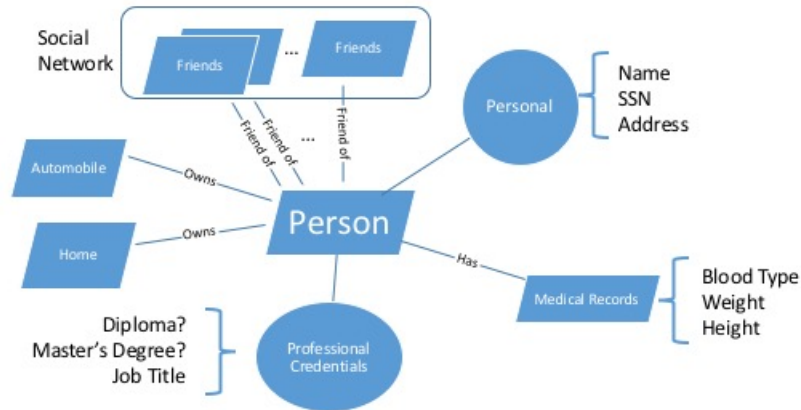 Social
Network
Friends
...
Friends
Friend of
Friend of
...
Friend of
Personal
Name
SSN
Address
Automobile
Owns
Home
Owns
Person
Has
Medical Records
Blood Type
Weight
Height
Diploma?
Master's Degree?
Job Title
Professional
Credentials